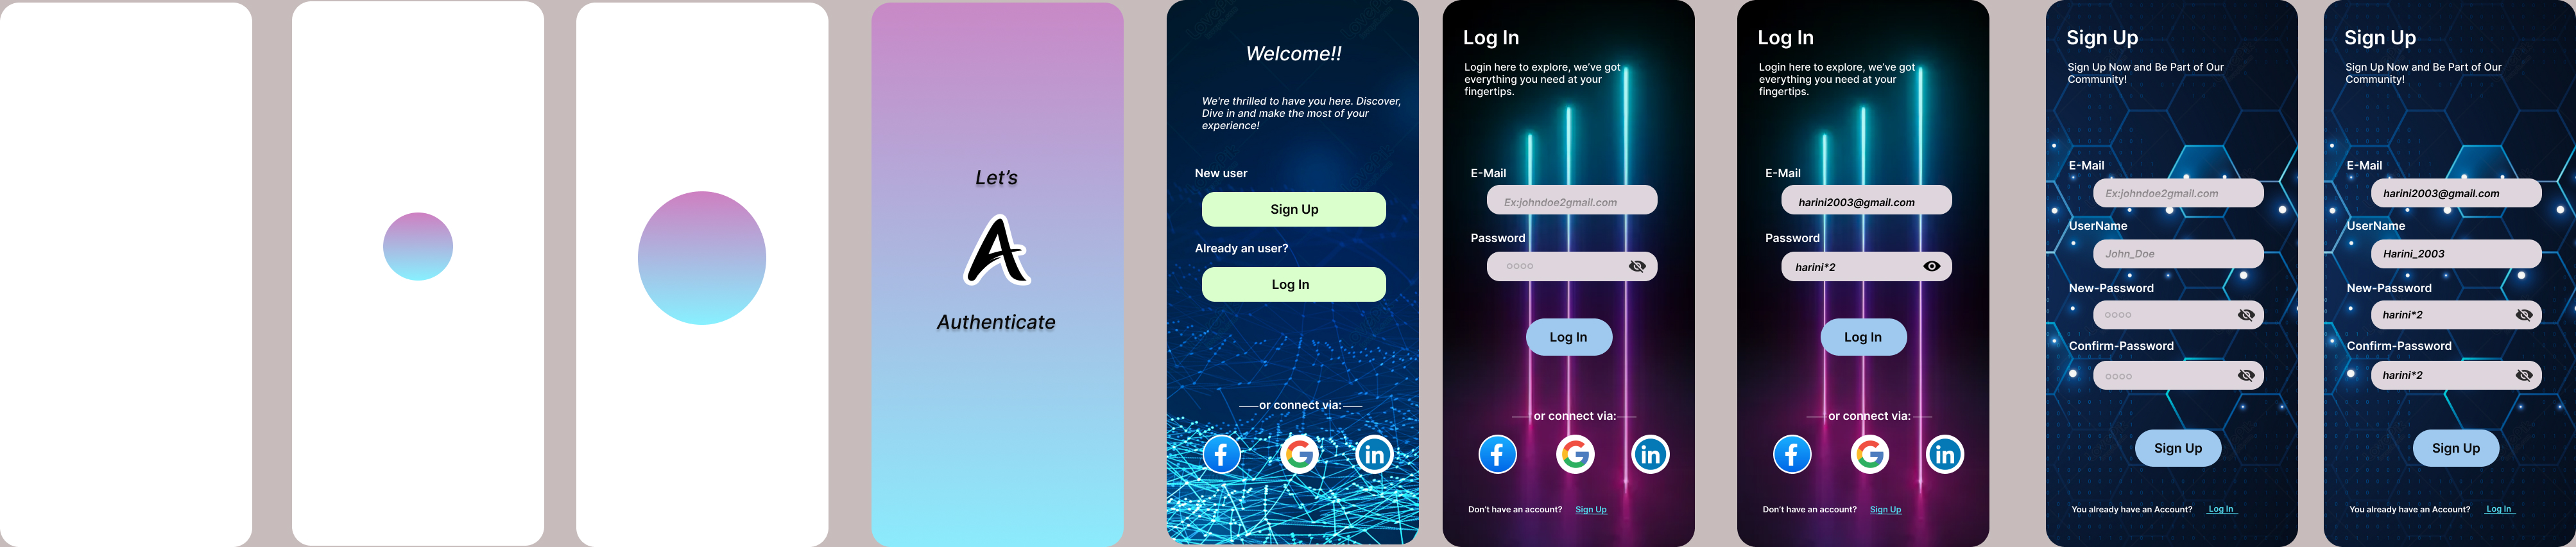 Let's
A
Authenticate
Welcome!!
We're thrilled to have you here. Discover,
Dive in and make the most of your
experience!
New user
Sign Up
Already an user?
Log In
or connect via:
f
G
in
Log In
Login here to explore, we've got
everything you need at your
fingertips.
E-Mail
Ex:johndoe2gmail.com
Password
Log In
or connect via:
f
G
in
Don't have an account? Sign Up
Log In
Login here to explore, we've got
everything you need at your
fingertips.
E-Mail
harini2003@gmail.com
Password
harini*2
Log In
or connect via:
f
G
in
Don't have an account? Sign Up
Sign Up
Sign Up Now and Be Part of Our
Community!
E-Mail
Ex:johndoe2gmail.com
UserName
John_Doe
New-Password
Confirm-Password
Sign Up
You already have an Account? Log In
Sign Up
Sign Up Now and Be Part of Our
Community!
E-Mail
harini2003@gmail.com
UserName
Harini_2003
New-Password
harini*2
Confirm-Password
harini*2
Sign Up
You already have an Account? Log In